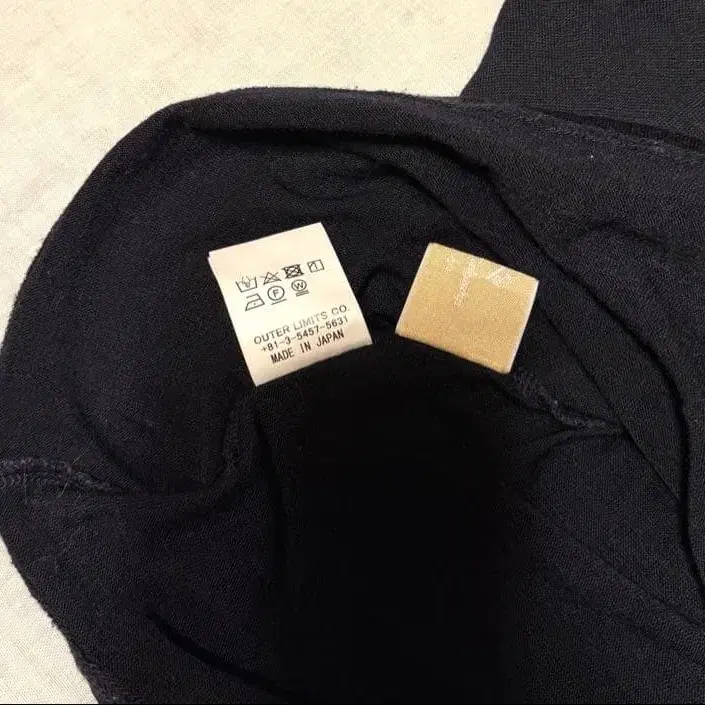 F W
OUTER LIMITS CO.
+81-3-5457-5631
MADE IN JAPAN